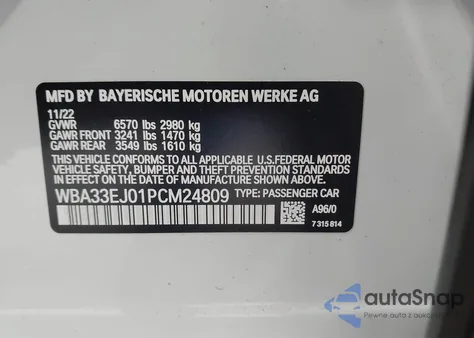 MFD BY BAYERISCHE MOTOREN WERKE AG
11/22
GVWR 6570 lbs 2980 kg
GAWR FRONT 3241 lbs 1470 kg
GAWR REAR 3549 lbs 1610 kg
THIS VEHICLE CONFORMS TO ALL APPLICABLE U.S.FEDERAL MOTOR
VEHICLE SAFETY, BUMPER AND THEFT PREVENTION STANDARDS
IN EFFECT ON THE DATE OF MANUFACTURE SHOWN ABOVE.
WBA33EJ01PCM24809 TYPE: PASSENGER CAR
A96/0
7 315 814
autoSnap
Pewne auta z USA